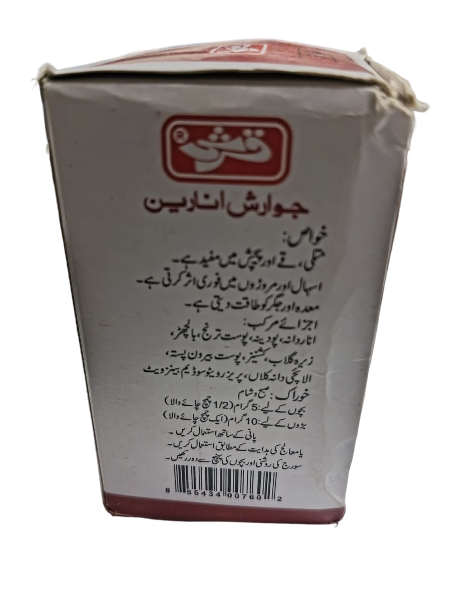 قرشی ®
جوارش انارین
خواص:
متلی، قے اور پیچش میں مفید ہے۔
اسہال اور مروڑوں میں فوری اثر کرتی ہے۔
معدہ اور جگر کو طاقت دیتی ہے۔
اجزائے مرکب:
اناردانہ، پودینہ، پوست ترنج، بالچھڑ،
زیرہ گلاب، کشنیز، پوست بیرون پستہ،
الائچی دانہ کلاں، پریزرویٹو سوڈیم بینزویٹ
خوراک: صبح و شام
بچوں کے لیے: 5 گرام (1/2 چمچ چائے والا)
بڑوں کے لیے: 10 گرام (ایک چمچ چائے والا)
پانی کے ساتھ استعمال کریں۔
یا معالج کی ہدایت کے مطابق استعمال کریں۔
سورج کی روشنی اور بچوں کی پہنچ سے دور رکھیں۔
8 55434 00760 2